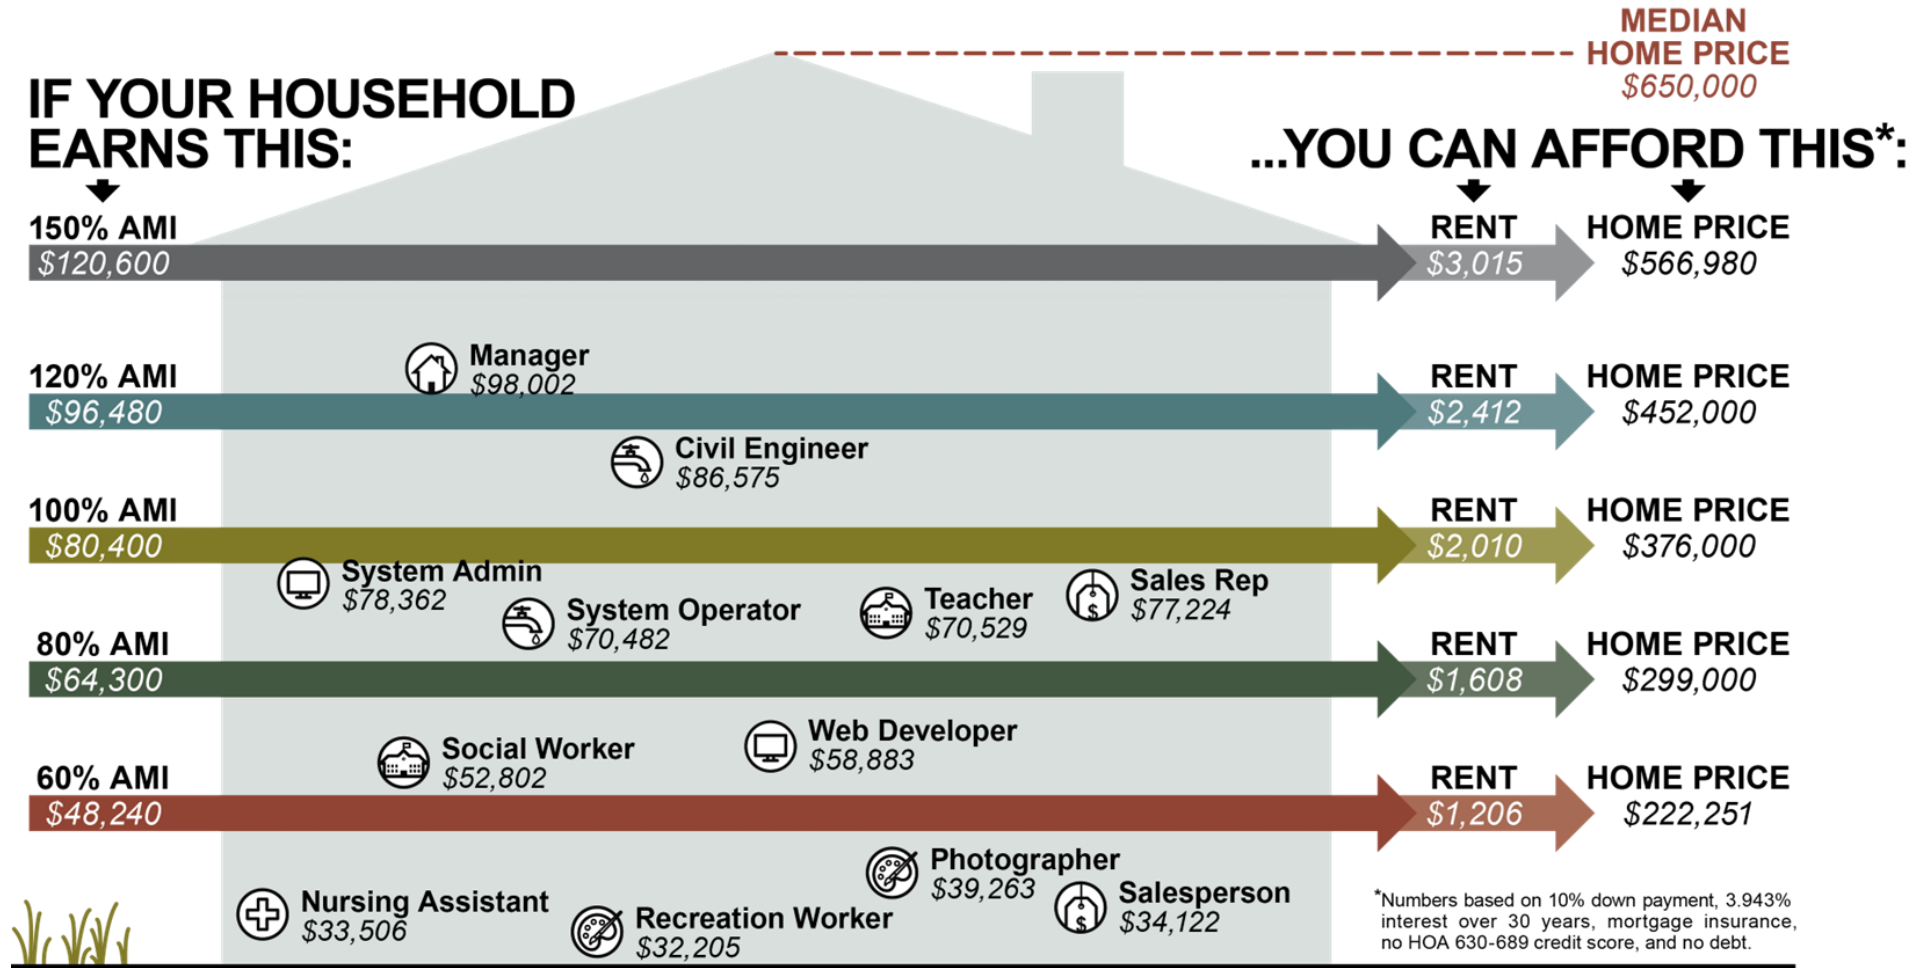 MEDIAN
HOME PRICE
$650,000
IF YOUR HOUSEHOLD
EARNS THIS:
...YOU CAN AFFORD THIS*:
150% AMI
$120,600
RENT
$3,015
HOME PRICE
$566,980
Manager
$98,002
120% AMI
$96,480
RENT
$2,412
HOME PRICE
$452,000
Civil Engineer
$86,575
100% AMI
$80,400
RENT
$2,010
HOME PRICE
$376,000
System Admin
$78,362
System Operator
$70,482
Teacher
$70,529
Sales Rep
$77,224
80% AMI
$64,300
RENT
$1,608
HOME PRICE
$299,000
Social Worker
$52,802
Web Developer
$58,883
60% AMI
$48,240
RENT
$1,206
HOME PRICE
$222,251
Nursing Assistant
$33,506
Recreation Worker
$32,205
Photographer
$39,263
Salesperson
$34,122
*Numbers based on 10% down payment, 3.943%
interest over 30 years, mortgage insurance,
no HOA 630-689 credit score, and no debt.